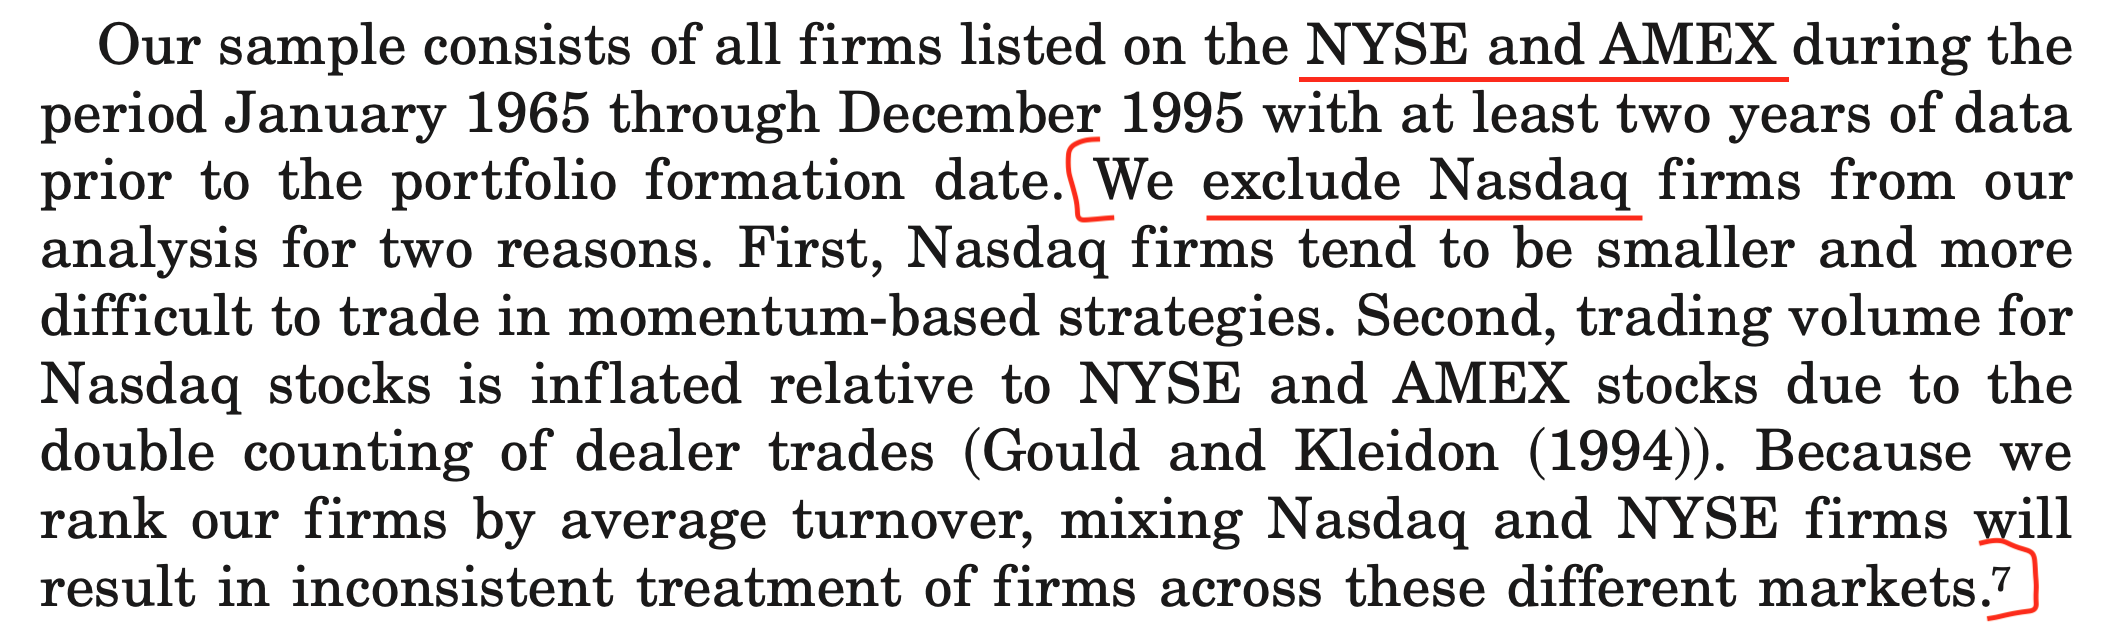 Our sample consists of all firms listed on the NYSE and AMEX during the
period January 1965 through December 1995 with at least two years of data
prior to the portfolio formation date. We exclude Nasdaq firms from our
analysis for two reasons. First, Nasdaq firms tend to be smaller and more
difficult to trade in momentum-based strategies. Second, trading volume for
Nasdaq stocks is inflated relative to NYSE and AMEX stocks due to the
double counting of dealer trades (Gould and Kleidon (1994)). Because we
rank our firms by average turnover, mixing Nasdaq and NYSE firms will
result in inconsistent treatment of firms across these different markets.⁷